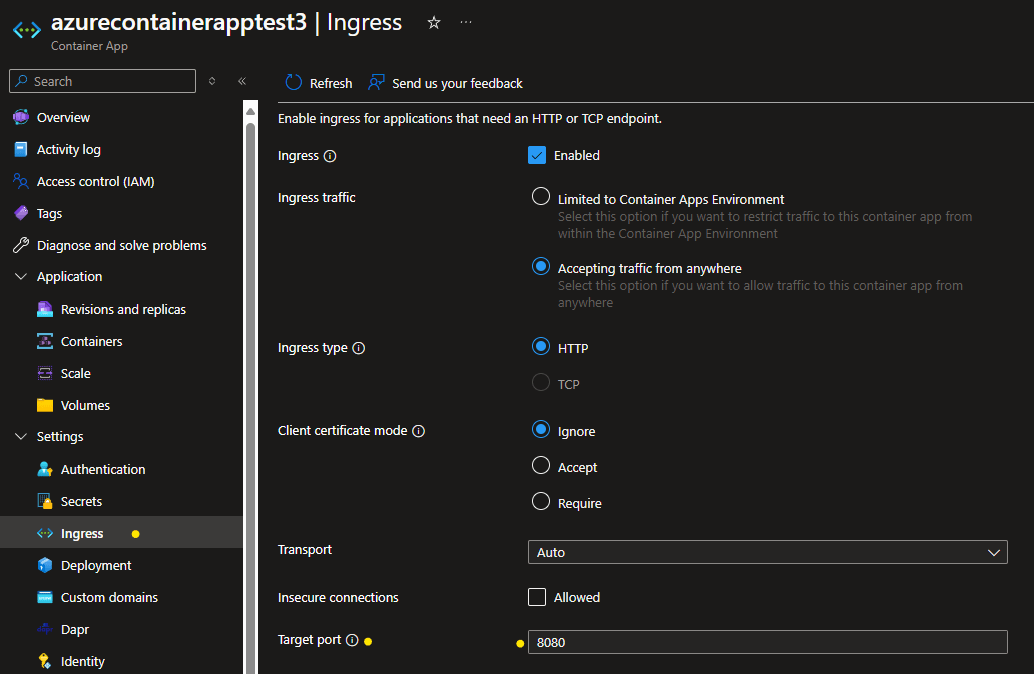 azurecontainerapptest3 | Ingress
Container App
Search
Overview
Activity log
Access control (IAM)
Tags
Diagnose and solve problems
Application
Revisions and replicas
Containers
Scale
Volumes
Settings
Authentication
Secrets
Ingress
Deployment
Custom domains
Dapr
Identity
Refresh
Send us your feedback
Enable ingress for applications that need an HTTP or TCP endpoint.
Ingress
Enabled
Ingress traffic
Limited to Container Apps Environment
Select this option if you want to restrict traffic to this container app from
within the Container App Environment
Accepting traffic from anywhere
Select this option if you want to allow traffic to this container app from
anywhere
Ingress type
HTTP
TCP
Client certificate mode
Ignore
Accept
Require
Transport
Auto
Insecure connections
Allowed
Target port
8080